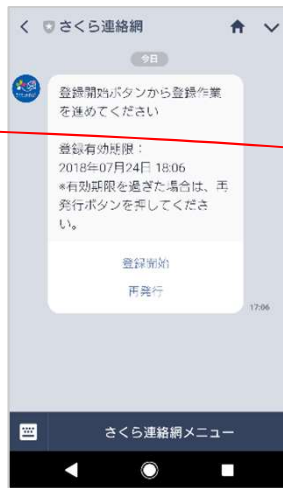 さくら連絡網
今日
登録開始ボタンから登録作業
を進めてください
登録有効期限：
2018年07月24日 18:06
*有効期限を過ぎた場合は、再
発行ボタンを押してくださ
い。
登録開始
再発行
17:06
さくら連絡網メニュー